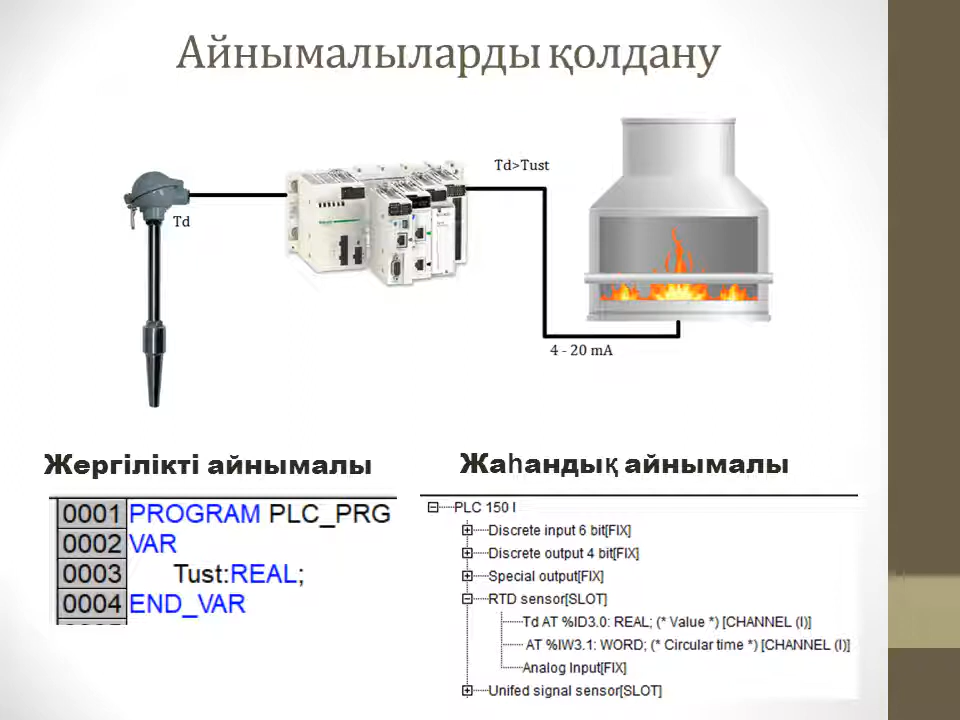 Айнымалыларды қолдану
Td>Tust
Td
4 - 20 mA
Жергілікті айнымалы
Жаһандық айнымалы
0001 PROGRAM PLC_PRG
0002 VAR
0003 Tust:REAL;
0004 END_VAR
PLC 150 I
Discrete input 6 bit[FIX]
Discrete output 4 bit[FIX]
Special output[FIX]
RTD sensor[SLOT]
Td AT %ID3.0: REAL; (* Value *) [CHANNEL (I)]
AT %IW3.1: WORD; (* Circular time *) [CHANNEL (I)]
Analog Input[FIX]
Unifed signal sensor[SLOT]